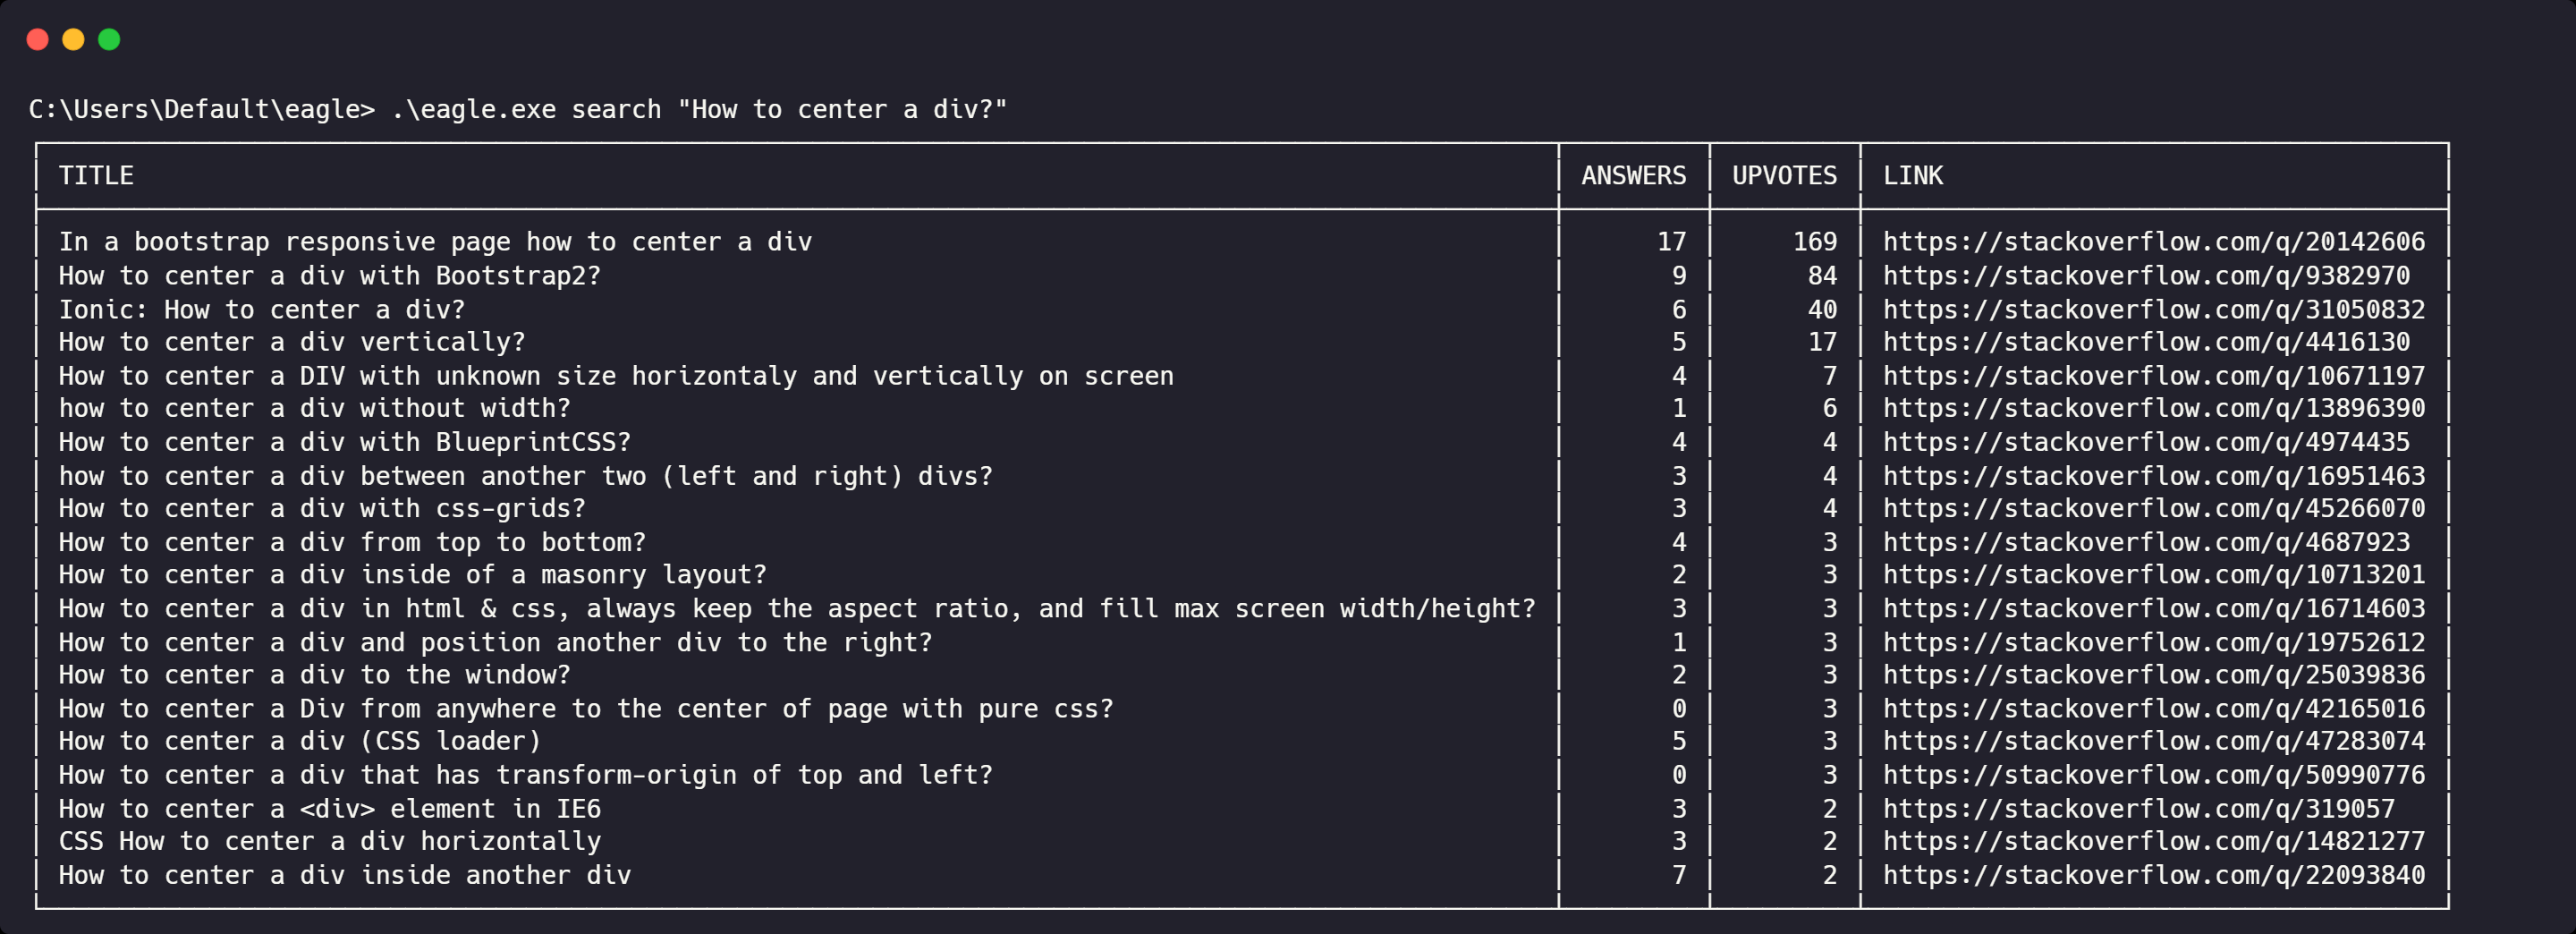 C:\Users\Default\eagle> .\eagle.exe search "How to center a div?"
TITLE ANSWERS UPVOTES LINK
In a bootstrap responsive page how to center a div 17 169 https://stackoverflow.com/q/20142606
How to center a div with Bootstrap2? 9 84 https://stackoverflow.com/q/9382970
Ionic: How to center a div? 6 40 https://stackoverflow.com/q/31050832
How to center a div vertically? 5 17 https://stackoverflow.com/q/4416130
How to center a DIV with unknown size horizontaly and vertically on screen 4 7 https://stackoverflow.com/q/10671197
how to center a div without width? 1 6 https://stackoverflow.com/q/13896390
How to center a div with BlueprintCSS? 4 4 https://stackoverflow.com/q/4974435
how to center a div between another two (left and right) divs? 3 4 https://stackoverflow.com/q/16951463
How to center a div with css-grids? 3 4 https://stackoverflow.com/q/45266070
How to center a div from top to bottom? 4 3 https://stackoverflow.com/q/4687923
How to center a div inside of a masonry layout? 2 3 https://stackoverflow.com/q/10713201
How to center a div in html & css, always keep the aspect ratio, and fill max screen width/height? 3 3 https://stackoverflow.com/q/16714603
How to center a div and position another div to the right? 1 3 https://stackoverflow.com/q/19752612
How to center a div to the window? 2 3 https://stackoverflow.com/q/25039836
How to center a Div from anywhere to the center of page with pure css? 0 3 https://stackoverflow.com/q/42165016
How to center a div (CSS loader) 5 3 https://stackoverflow.com/q/47283074
How to center a div that has transform-origin of top and left? 0 3 https://stackoverflow.com/q/50990776
How to center a <div> element in IE6 3 2 https://stackoverflow.com/q/319057
CSS How to center a div horizontally 3 2 https://stackoverflow.com/q/14821277
How to center a div inside another div 7 2 https://stackoverflow.com/q/22093840